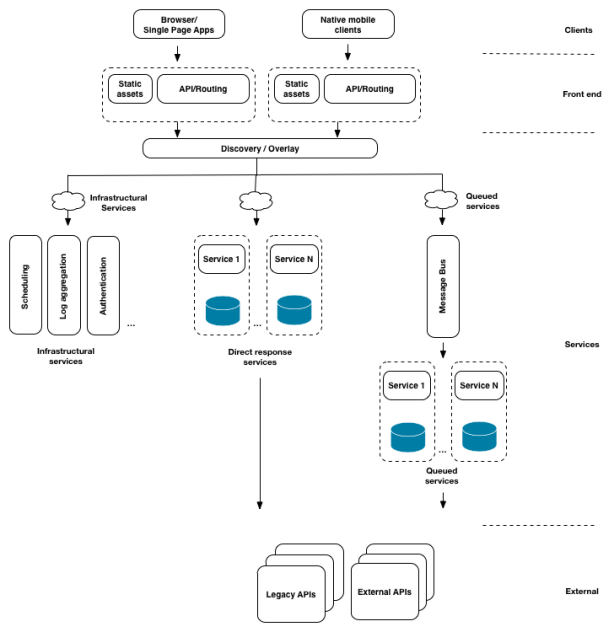 Browser/
Single Page Apps
Native mobile
clients
Clients
Static
assets
API/Routing
Static
assets
API/Routing
Front end
Discovery / Overlay
Infrastructural
Services
Queued
services
Scheduling
Log aggregation
Authentication
...
Service 1
...
Service N
Message Bus
Infrastructural
services
Direct response
services
Services
Service 1
...
Service N
Queued
services
Legacy APIs
External APIs
External